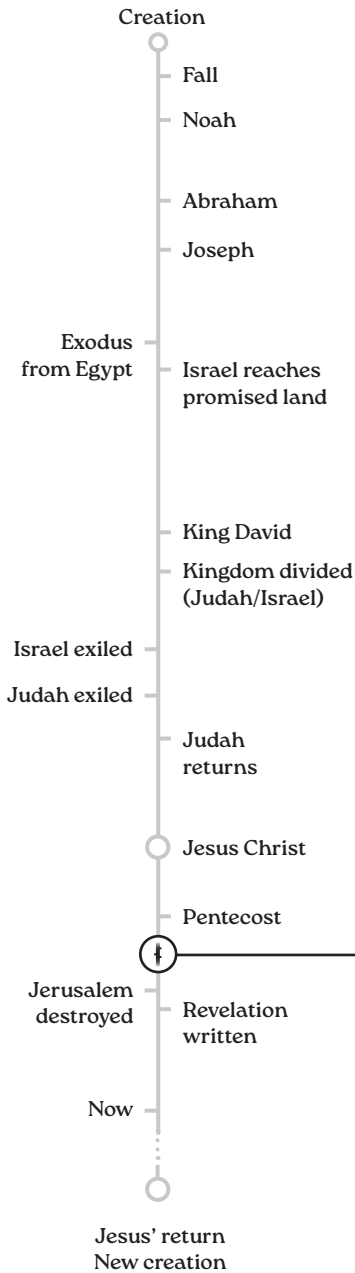 Creation
Fall
Noah
Abraham
Joseph
Exodus
from Egypt
Israel reaches
promised land
King David
Kingdom divided
(Judah/Israel)
Israel exiled
Judah exiled
Judah
returns
Jesus Christ
Pentecost
Jerusalem
destroyed
Revelation
written
Now
Jesus’ return
New creation